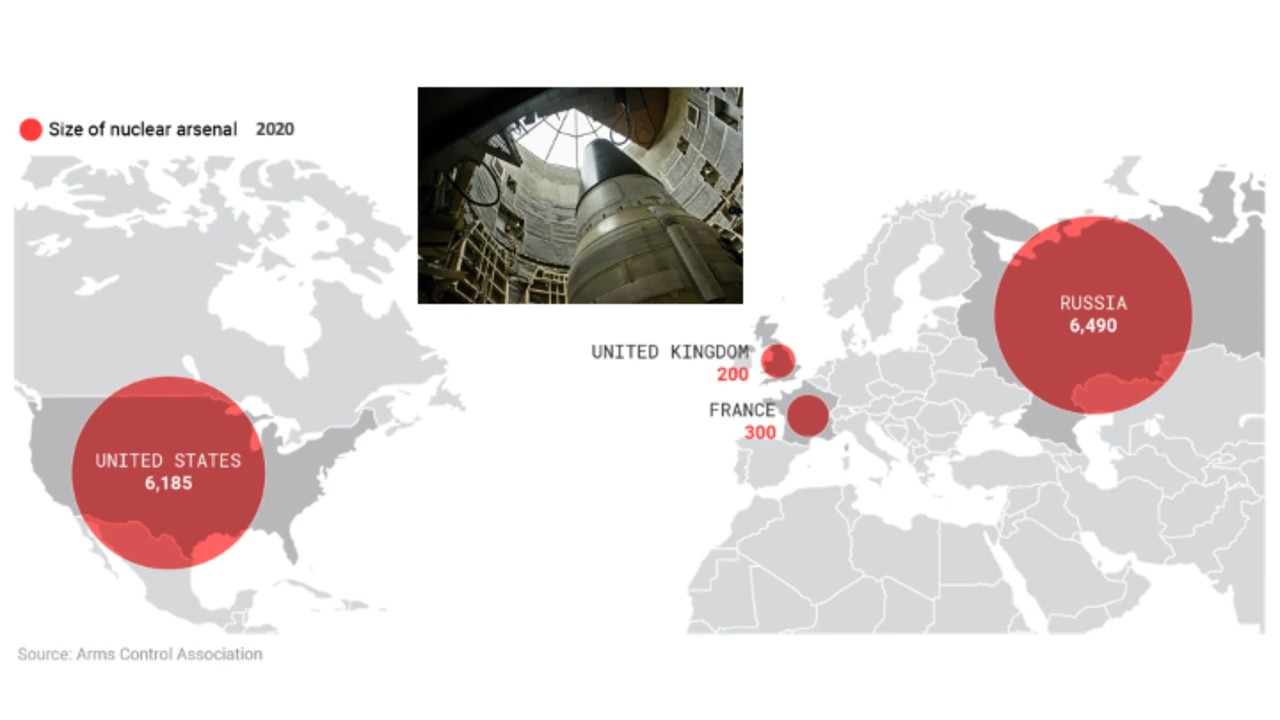 Size of nuclear arsenal 2020
UNITED KINGDOM
200
FRANCE
300
RUSSIA
6,490
UNITED STATES
6,185
Source: Arms Control Association